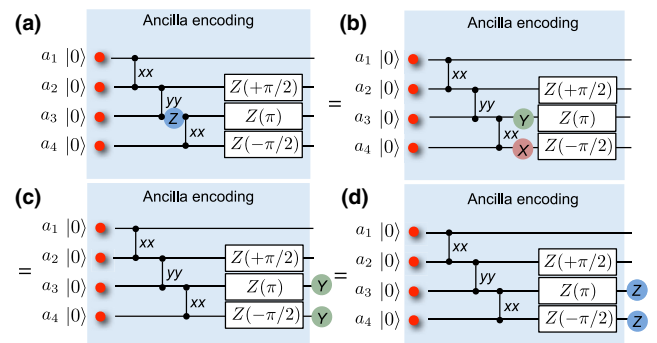 (a) Ancilla encoding
a₁ |0⟩
xx
a₂ |0⟩ Z(+π/2)
yy
a₃ |0⟩ Z Z(π)
xx
a₄ |0⟩ Z(−π/2)
=
(b) Ancilla encoding
a₁ |0⟩
xx
a₂ |0⟩ Z(+π/2)
yy
a₃ |0⟩ Y Z(π)
xx
a₄ |0⟩ X Z(−π/2)
=
(c) Ancilla encoding
a₁ |0⟩
xx
a₂ |0⟩ Z(+π/2)
yy
a₃ |0⟩ Z(π) Y
xx
a₄ |0⟩ Z(−π/2) Y
=
(d) Ancilla encoding
a₁ |0⟩
xx
a₂ |0⟩ Z(+π/2)
yy
a₃ |0⟩ Z(π) Z
xx
a₄ |0⟩ Z(−π/2) Z